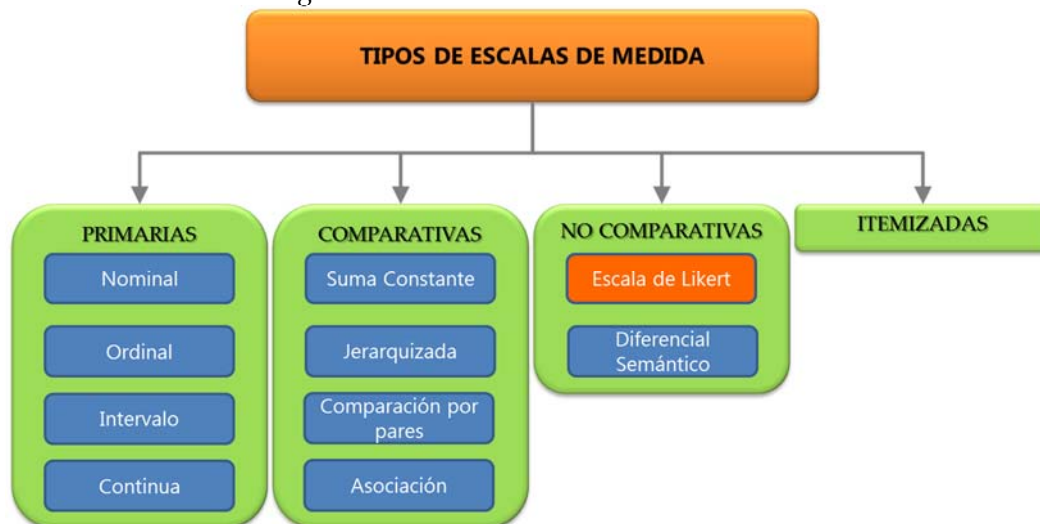 TIPOS DE ESCALAS DE MEDIDA
PRIMARIAS
Nominal
Ordinal
Intervalo
Continua
COMPARATIVAS
Suma Constante
Jerarquizada
Comparación por
pares
Asociación
NO COMPARATIVAS
Escala de Likert
Diferencial
Semántico
ITEMIZADAS